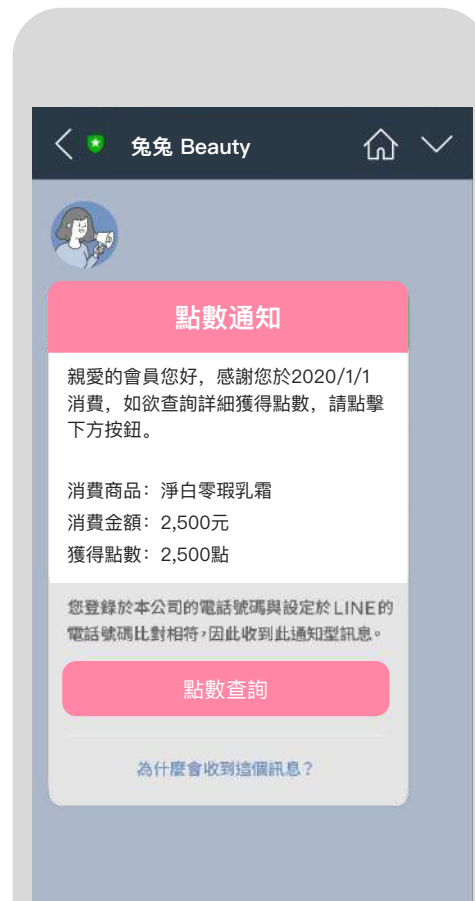 兔兔 Beauty
點數通知
親愛的會員您好，感謝您於2020/1/1
消費，如欲查詢詳細獲得點數，請點擊
下方按鈕。
消費商品：淨白零瑕乳霜
消費金額：2,500元
獲得點數：2,500點
您登錄於本公司的電話號碼與設定於LINE的
電話號碼比對相符，因此收到此通知型訊息。
點數查詢
為什麼會收到這個訊息？